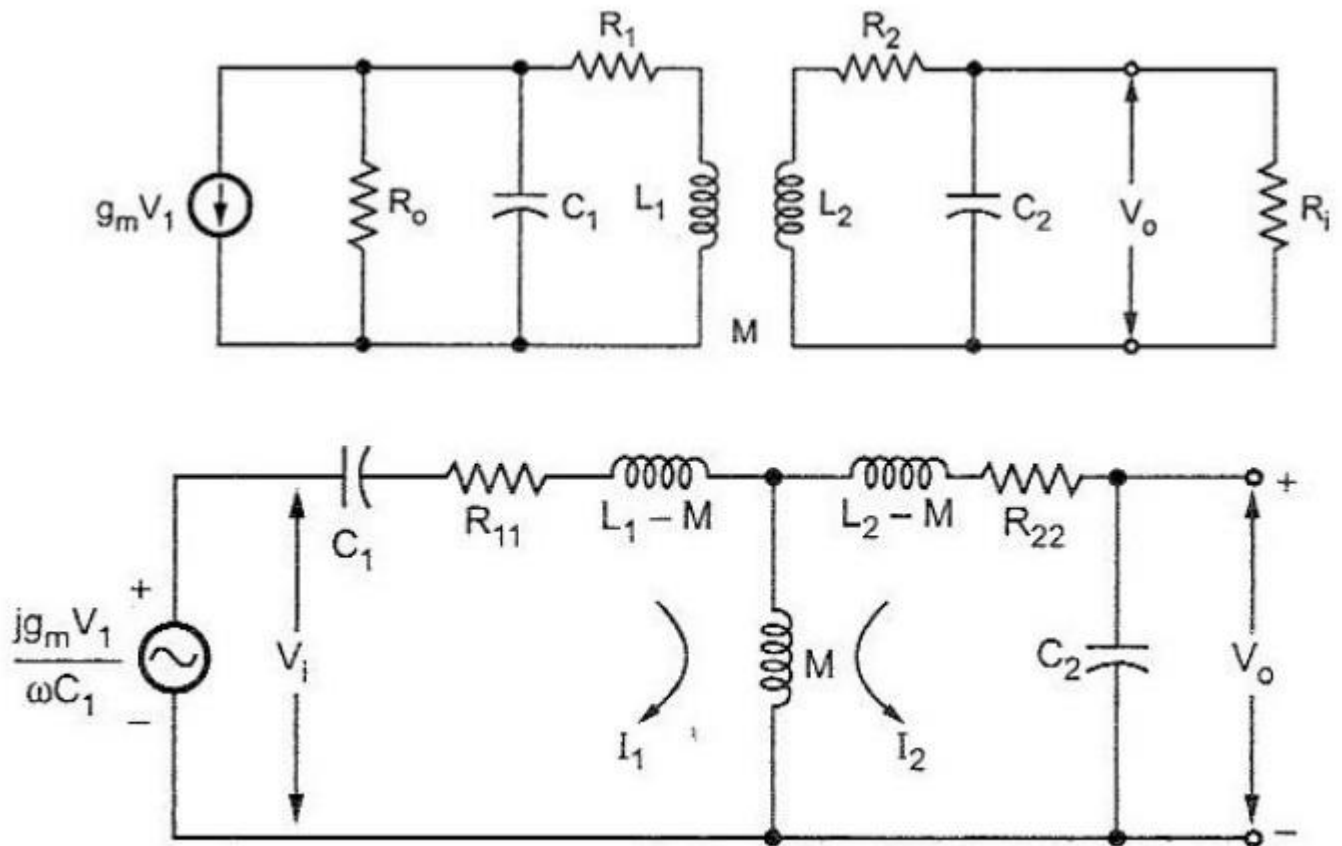 R₁
R₂
gₘV₁
Rₒ
C₁
L₁
L₂
C₂
Vₒ
Rᵢ
M
C₁
R₁₁
L₁ – M
L₂ – M
R₂₂
+
+
jgₘV₁
ωC₁
–
Vᵢ
I₁
M
I₂
C₂
Vₒ
–